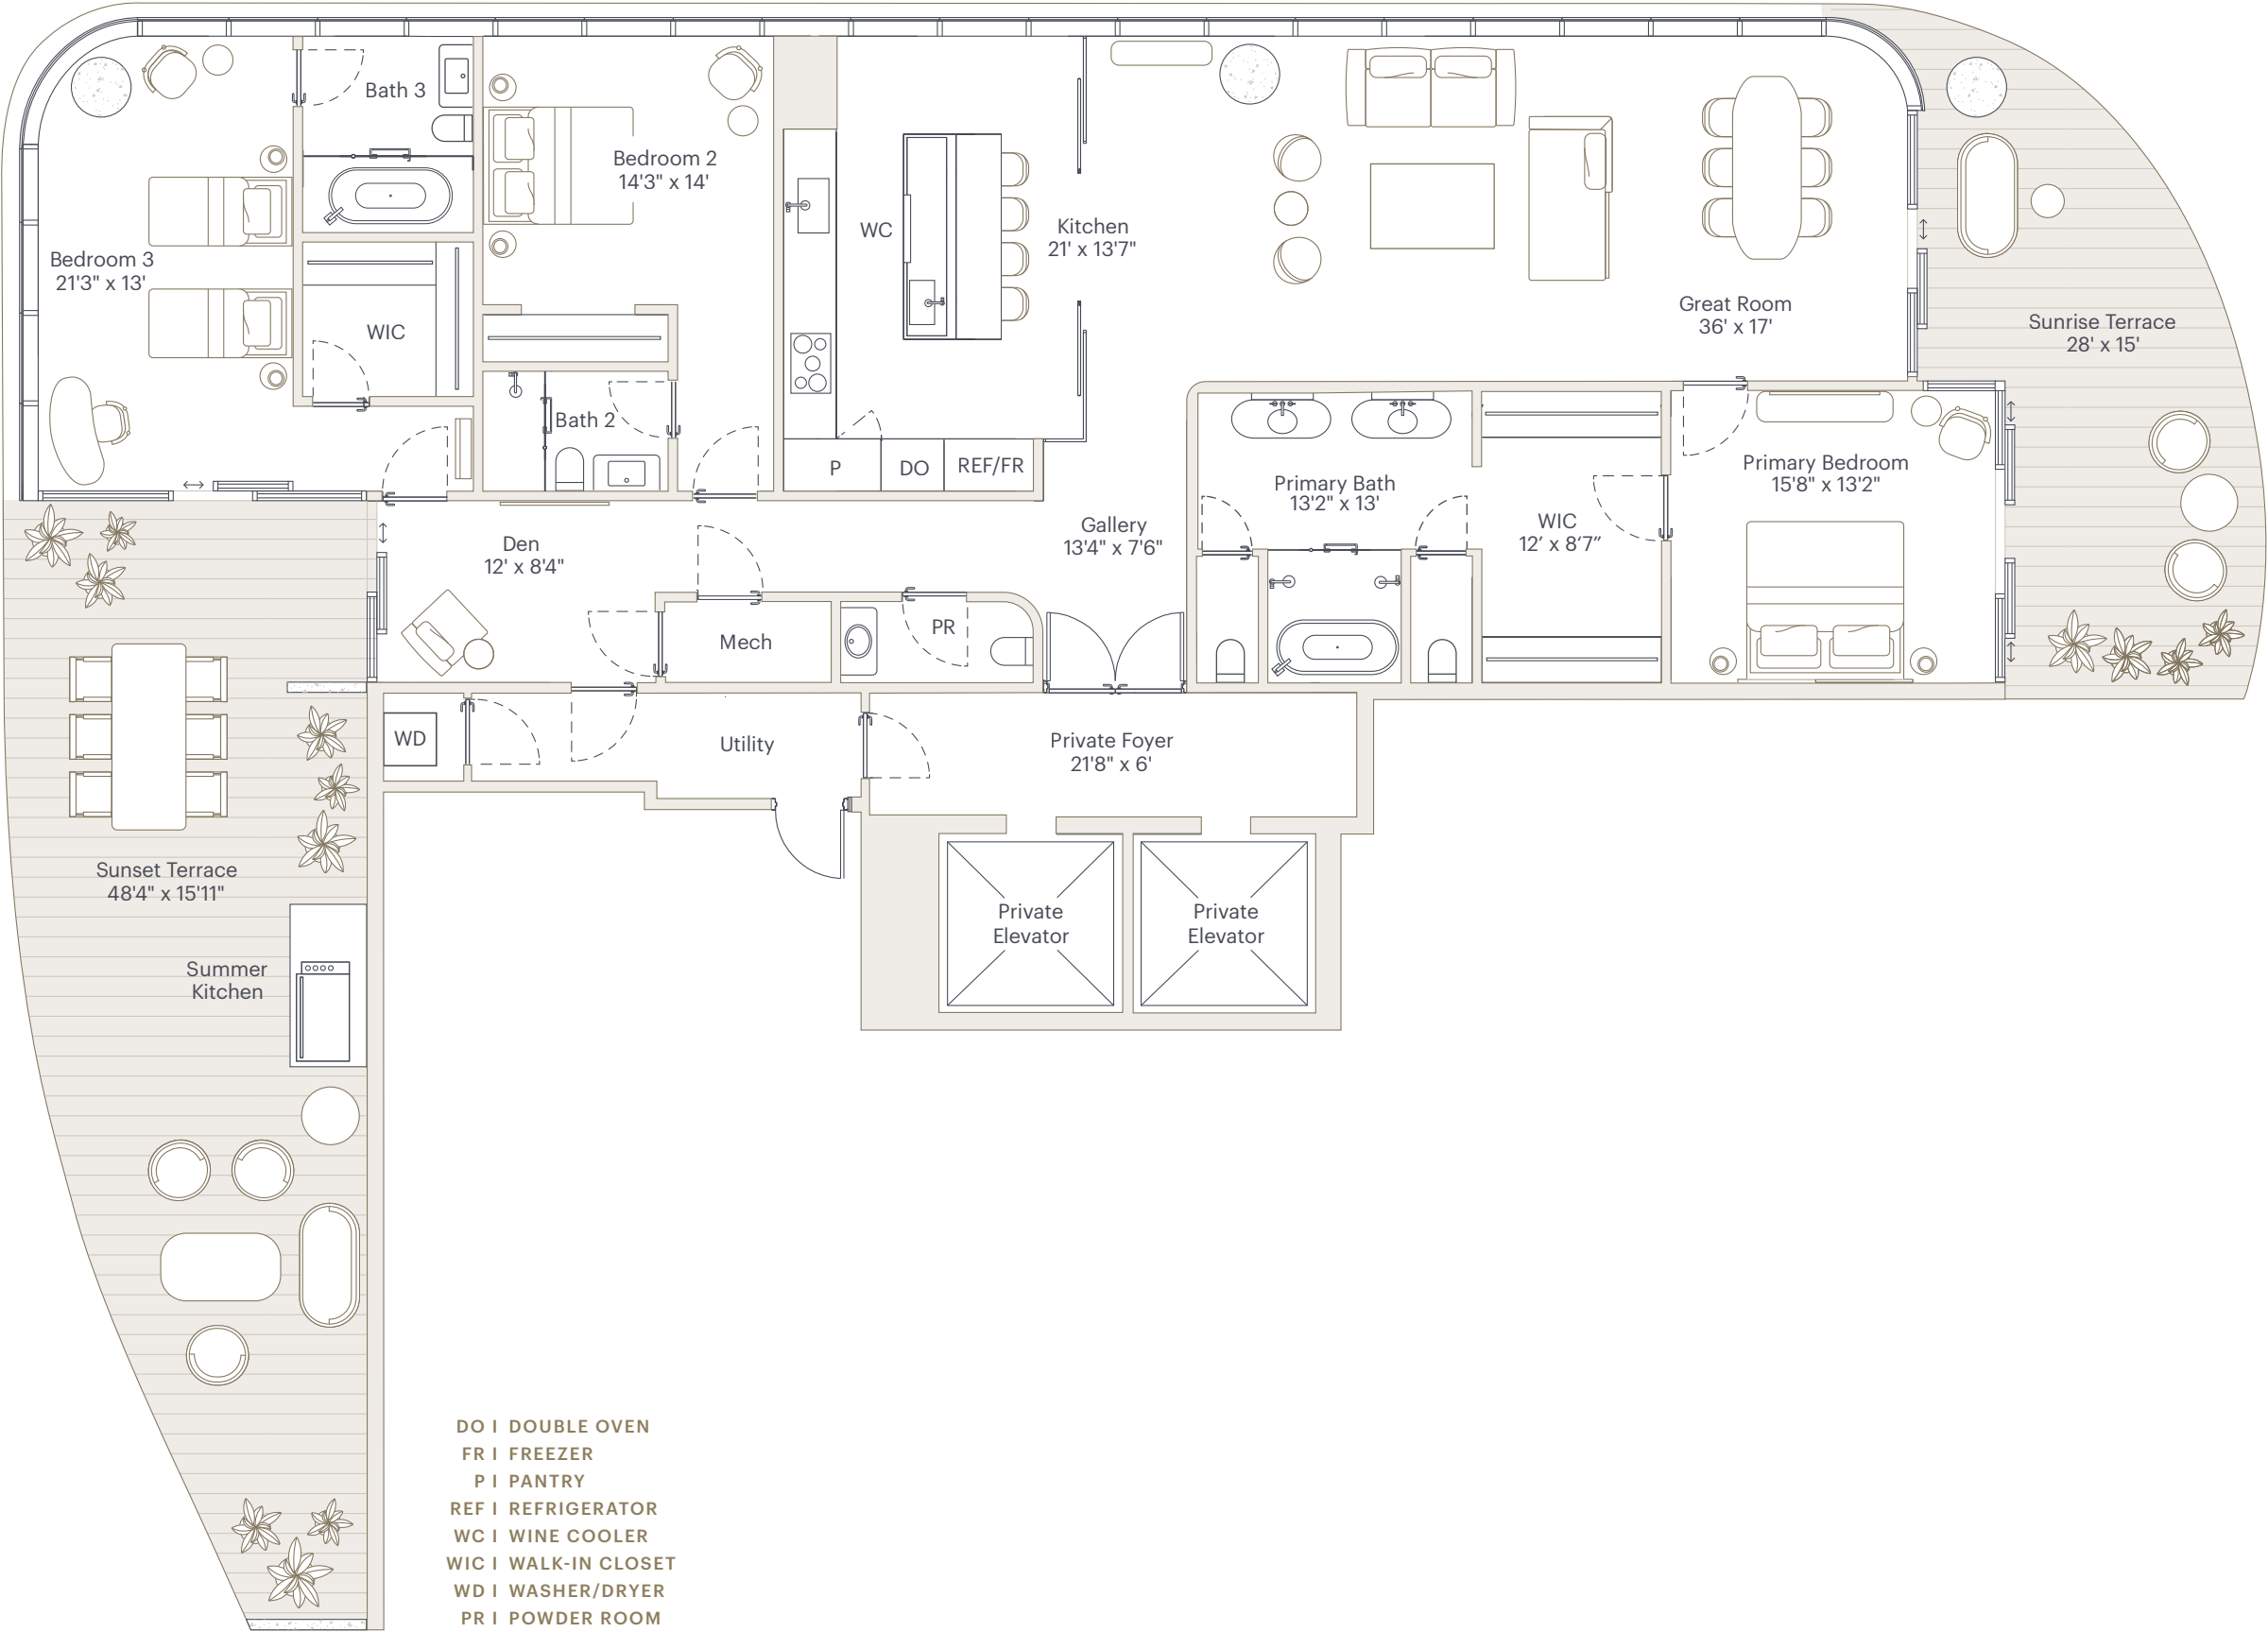 Bath 3
Bedroom 2
14'3" x 14'
WC
Kitchen
21' x 13'7"
Bedroom 3
21'3" x 13'
WIC
Great Room
36' x 17'
Sunrise Terrace
28' x 15'
Bath 2
P
DO
REF/FR
Primary Bath
13'2" x 13'
Primary Bedroom
15'8" x 13'2"
WIC
12’ x 8‘7”
Gallery
13'4" x 7'6"
Den
12' x 8'4"
Mech
PR
WD
Utility
Private Foyer
21'8" x 6'
Sunset Terrace
48'4" x 15'11"
Private
Elevator
Private
Elevator
Summer
Kitchen
DO I DOUBLE OVEN
FR I FREEZER
P I PANTRY
REF I REFRIGERATOR
WC I WINE COOLER
WIC I WALK-IN CLOSET
WD I WASHER/DRYER
PR I POWDER ROOM